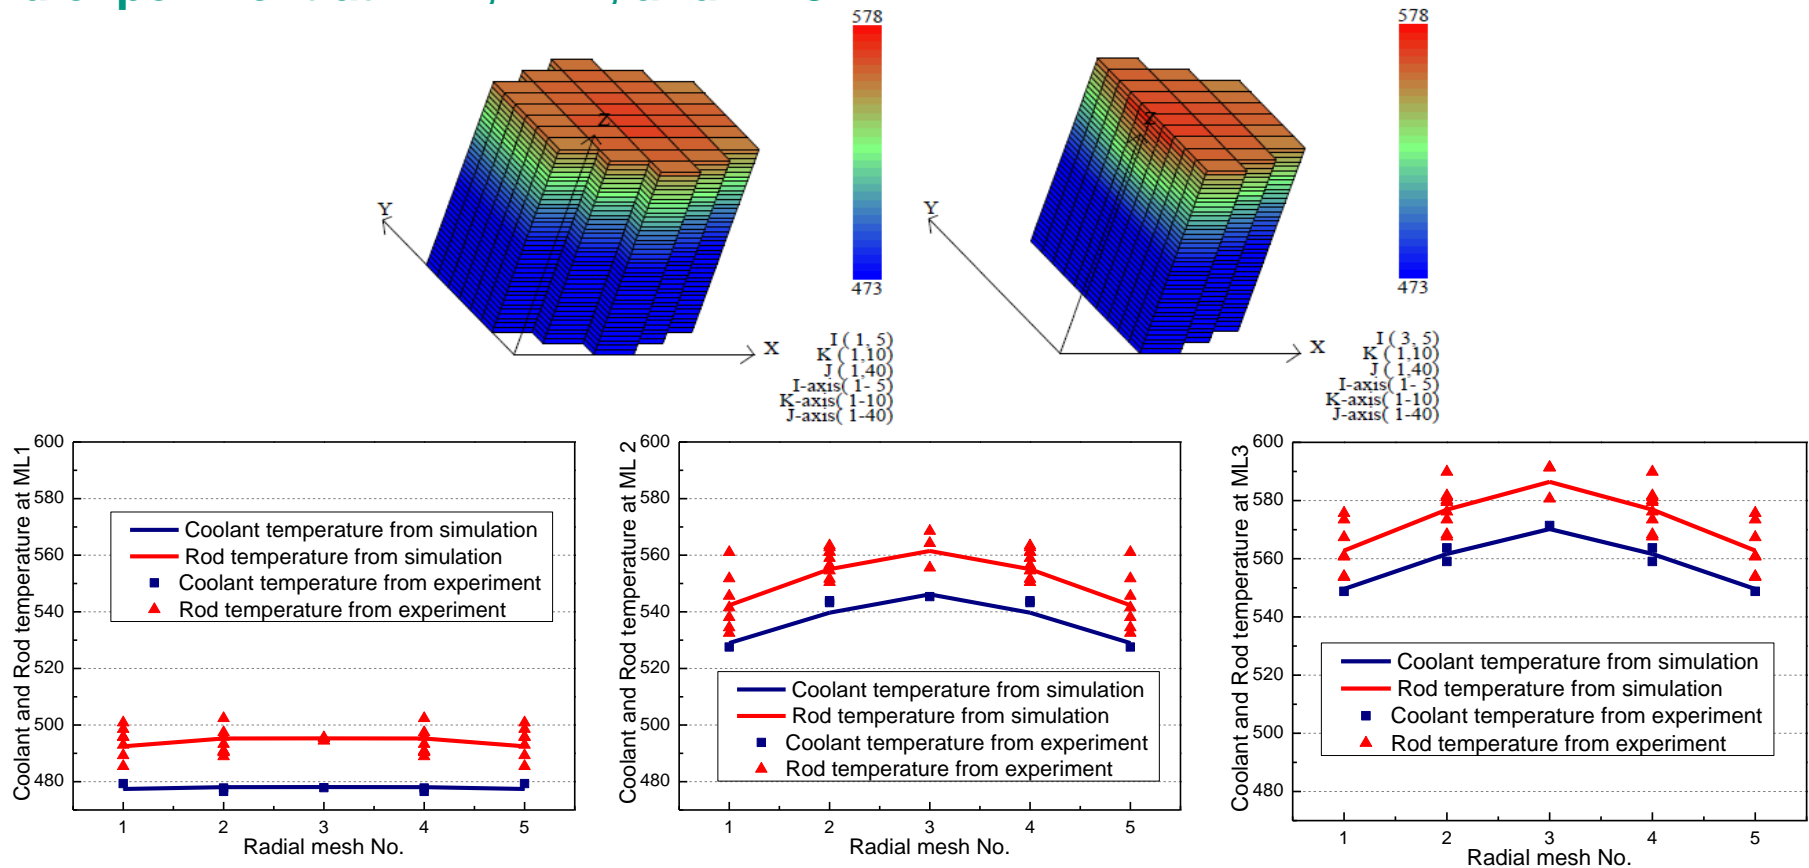 578
Z
Y
X
473
I ( 1, 5)
K ( 1,10)
J ( 1,40)
I-axis( 1- 5)
K-axis( 1-10)
J-axis( 1-40)
578
Z
Y
X
473
I ( 3, 5)
K ( 1,10)
J ( 1,40)
I-axis( 1- 5)
K-axis( 1-10)
J-axis( 1-40)
Coolant and Rod temperature at ML1
600
580
560
540
520
500
480
Coolant temperature from simulation
Rod temperature from simulation
Coolant temperature from experiment
Rod temperature from experiment
1 2 3 4 5
Radial mesh No.
Coolant and Rod temperature at ML 2
600
580
560
540
520
500
480
Coolant temperature from simulation
Rod temperature from simulation
Coolant temperature from experiment
Rod temperature from experiment
1 2 3 4 5
Radial mesh No.
Coolant and Rod temperature at ML3
600
580
560
540
520
500
480
Coolant temperature from simulation
Rod temperature from simulation
Coolant temperature from experiment
Rod temperature from experiment
1 2 3 4 5
Radial mesh No.